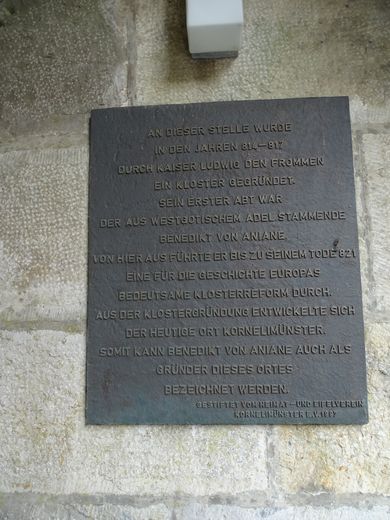 AN DIESER STELLE WURDE
IN DEN JAHREN 814-817
DURCH KAISER LUDWIG DEN FROMMEN
EIN KLOSTER GEGRÜNDET.
SEIN ERSTER ABT WAR
DER AUS WESTGOTISCHEM ADEL STAMMENDE
BENEDIKT VON ANIANE.
VON HIER AUS FÜHRTE ER BIS ZU SEINEM TODE 821
EINE FÜR DIE GESCHICHTE EUROPAS
BEDEUTSAME KLOSTERREFORM DURCH.
AUS DER KLOSTERGRÜNDUNG ENTWICKELTE SICH
DER HEUTIGE ORT KORNELIMÜNSTER.
SOMIT KANN BENEDIKT VON ANIANE AUCH ALS
GRÜNDER DIESES ORTES
BEZEICHNET WERDEN.
GESTIFTET VOM HEIMAT-UND EIFELVEREIN
KORNELIMÜNSTER E.V.